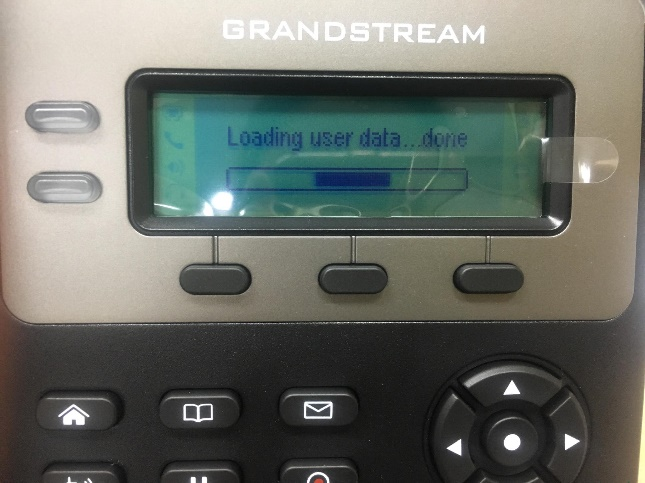 GRANDSTREAM
Loading user data...done